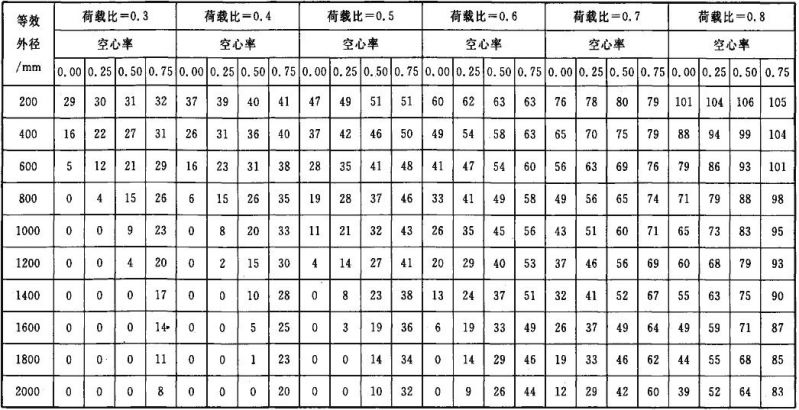 等效 荷载比=0.3 荷载比=0.4 荷载比=0.5 荷载比=0.6 荷载比=0.7 荷载比=0.8
外径 空心率 空心率 空心率 空心率 空心率 空心率
/mm 0.00 0.25 0.50 0.75 0.00 0.25 0.50 0.75 0.00 0.25 0.50 0.75 0.00 0.25 0.50 0.75 0.00 0.25 0.50 0.75 0.00 0.25 0.50 0.75
200 29 30 31 32 37 39 40 41 47 49 51 51 60 62 63 63 76 78 80 79 101 104 106 105
400 16 22 27 31 26 31 36 40 37 42 46 50 49 54 58 63 65 70 75 79 88 94 99 104
600 5 12 21 29 16 23 31 38 28 35 41 48 41 47 54 60 56 63 69 76 79 86 93 101
800 0 4 15 26 6 15 26 35 19 28 37 46 33 41 49 58 49 56 65 74 71 79 88 98
1000 0 0 9 23 0 8 20 33 11 21 32 43 26 35 45 56 43 51 60 71 65 73 83 95
1200 0 0 4 20 0 2 15 30 4 14 27 41 20 29 40 53 37 46 56 69 60 68 79 93
1400 0 0 0 17 0 0 10 28 0 8 23 38 13 24 37 51 32 41 52 67 55 63 75 90
1600 0 0 0 14 0 0 5 25 0 3 19 36 6 19 33 49 26 37 49 64 49 59 71 87
1800 0 0 0 11 0 0 1 23 0 0 14 34 0 14 29 46 19 33 46 62 44 55 68 85
2000 0 0 0 8 0 0 0 20 0 0 10 32 0 9 26 44 12 29 42 60 39 52 64 83